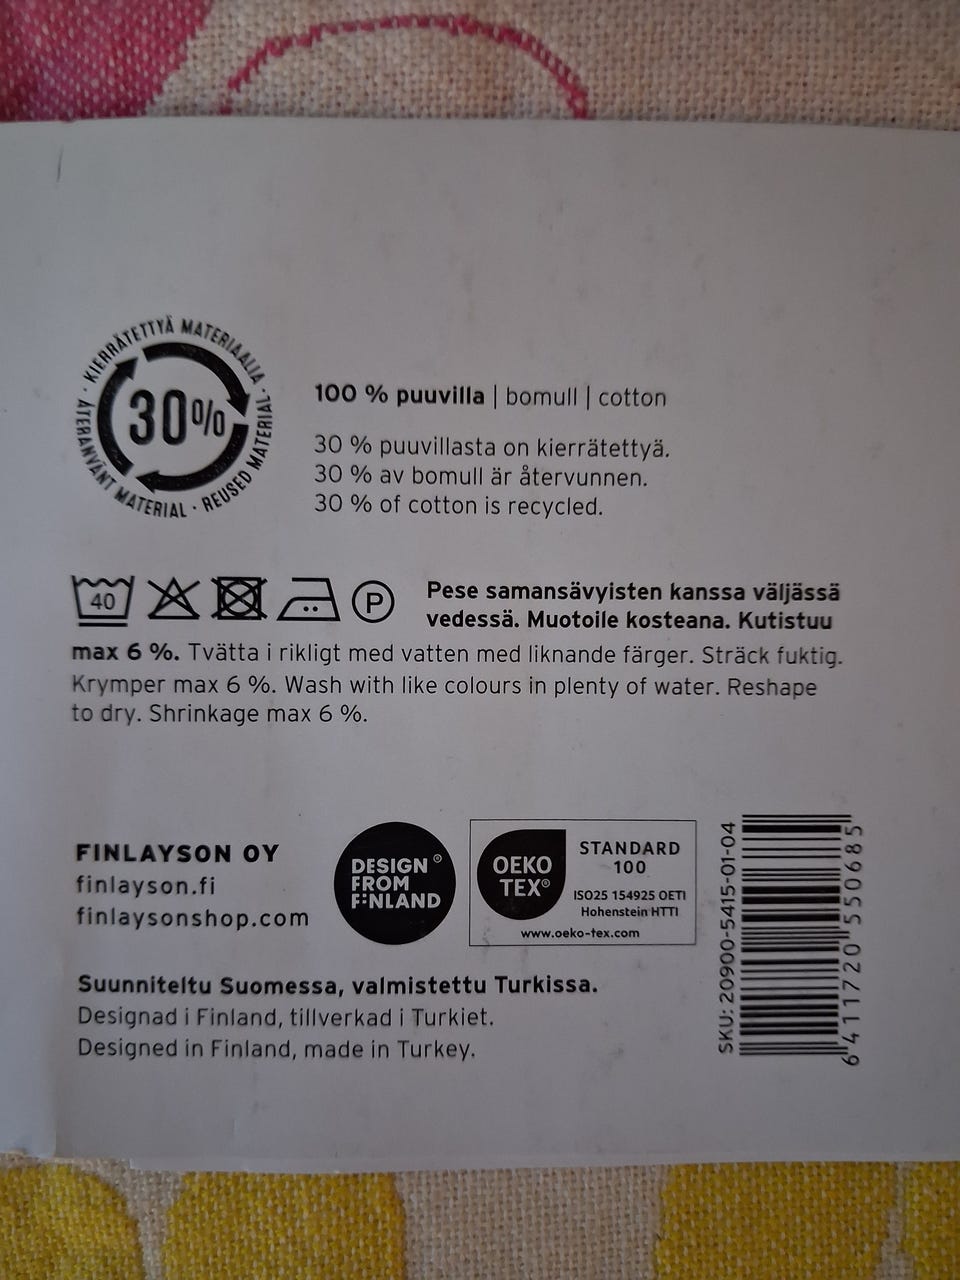 KIERRÄTETTYÄ MATERIAALIA · REUSED MATERIAL · ÅTERANVÄNT MATERIAL ·
30%
100 % puuvilla | bomull | cotton
30 % puuvillasta on kierrätettyä.
30 % av bomull är återvunnen.
30 % of cotton is recycled.
40
P
Pese samansävyisten kanssa väljässä
vedessä. Muotoile kosteana. Kutistuu
max 6 %. Tvätta i rikligt med vatten med liknande färger. Sträck fuktig.
Krymper max 6 %. Wash with like colours in plenty of water. Reshape
to dry. Shrinkage max 6 %.
FINLAYSON OY
finlayson.fi
finlaysonshop.com
DESIGN ®
FROM
FINLAND
OEKO
TEX®
STANDARD
100
ISO25 154925 OETI
Hohenstein HTTI
www.oeko-tex.com
SKU: 20900-5415-01-04
6 411720 550685
Suunniteltu Suomessa, valmistettu Turkissa.
Designad i Finland, tillverkad i Turkiet.
Designed in Finland, made in Turkey.